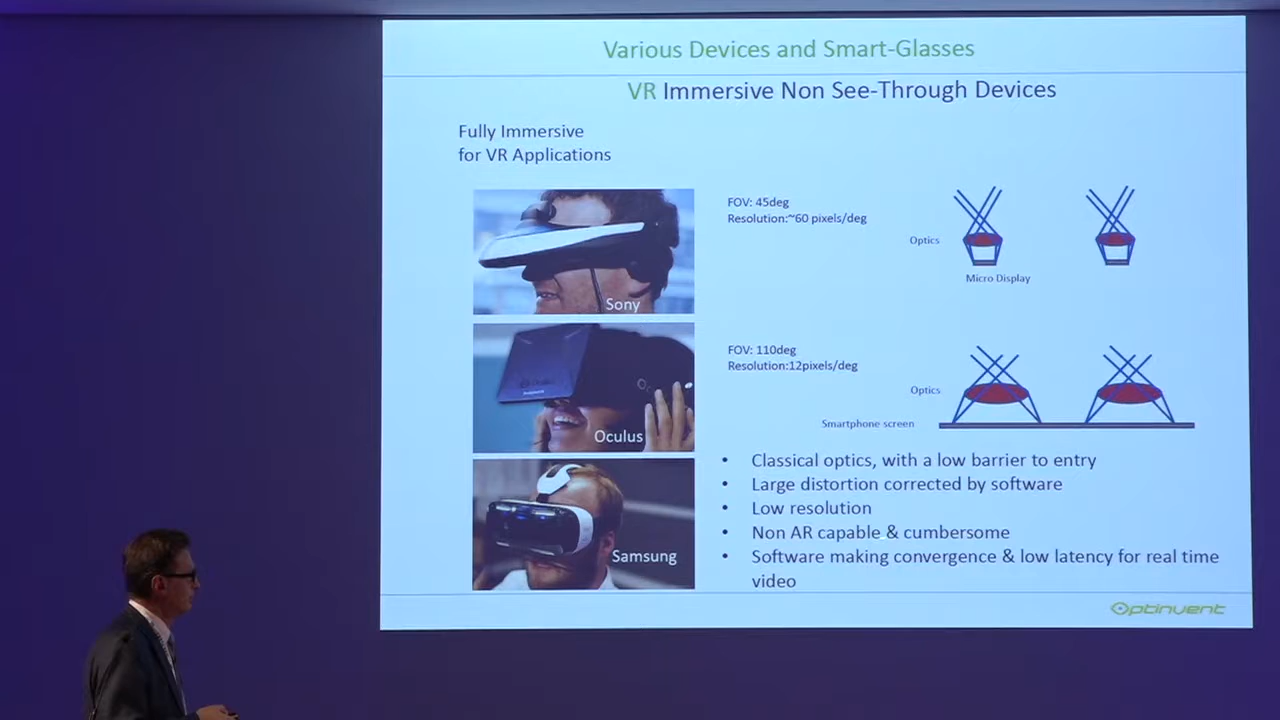 Various Devices and Smart-Glasses
VR Immersive Non See-Through Devices
Fully Immersive
for VR Applications
Sony
FOV: 45deg
Resolution:~60 pixels/deg
Optics
Micro Display
Oculus
FOV: 110deg
Resolution:12pixels/deg
Optics
Smartphone screen
Samsung
• Classical optics, with a low barrier to entry
• Large distortion corrected by software
• Low resolution
• Non AR capable & cumbersome
• Software making convergence & low latency for real time
video
Optinvent